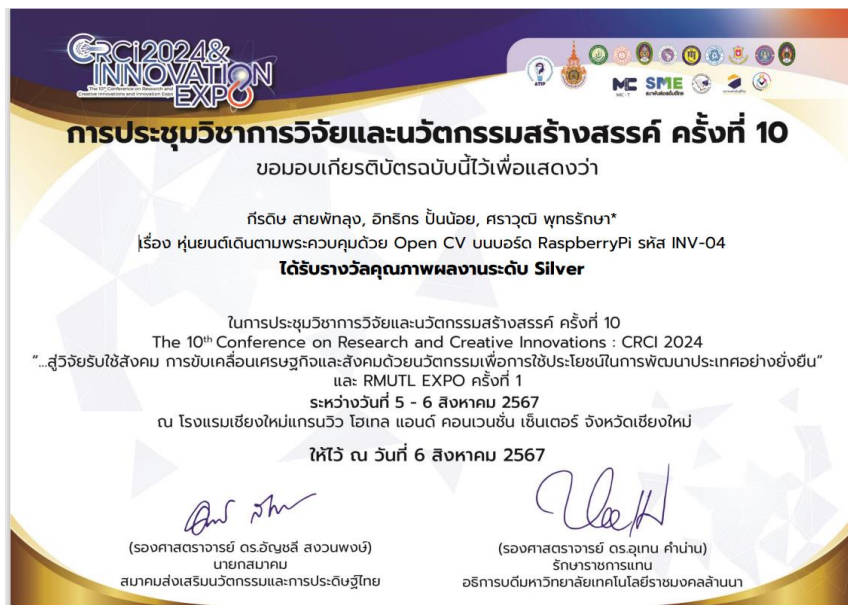 CRCI2024&
INNOVATION
EXPO
The 10th Conference on Research and
Creative Innovations and Innovation Expo
ATIP
MC
MC-T
SME
การประชุมวิชาการวิจัยและนวัตกรรมสร้างสรรค์ ครั้งที่ 10
ขอมอบเกียรติบัตรฉบับนี้ไว้เพื่อแสดงว่า
กีรดิษ สายพัทลุง, อิทธิกร ปั้นน้อย, ศราวุฒิ พุทธรักษา*
เรื่อง หุ่นยนต์เดินตามพระควบคุมด้วย Open CV บนบอร์ด RaspberryPi รหัส INV-04
ได้รับรางวัลคุณภาพผลงานระดับ Silver
ในการประชุมวิชาการวิจัยและนวัตกรรมสร้างสรรค์ ครั้งที่ 10
The 10th Conference on Research and Creative Innovations : CRCI 2024
“...สู่วิจัยรับใช้สังคม การขับเคลื่อนเศรษฐกิจและสังคมด้วยนวัตกรรมเพื่อการใช้ประโยชน์ในการพัฒนาประเทศอย่างยั่งยืน”
และ RMUTL EXPO ครั้งที่ 1
ระหว่างวันที่ 5 - 6 สิงหาคม 2567
ณ โรงแรมเชียงใหม่แกรนวิว โฮเทล แอนด์ คอนเวนชั่น เซ็นเตอร์ จังหวัดเชียงใหม่
ให้ไว้ ณ วันที่ 6 สิงหาคม 2567
(รองศาสตราจารย์ ดร.อัญชลี สงวนพงษ์)
นายกสมาคม
สมาคมส่งเสริมนวัตกรรมและการประดิษฐ์ไทย
(รองศาสตราจารย์ ดร.อุเทน คำน่าน)
รักษาราชการแทน
อธิการบดีมหาวิทยาลัยเทคโนโลยีราชมงคลล้านนา